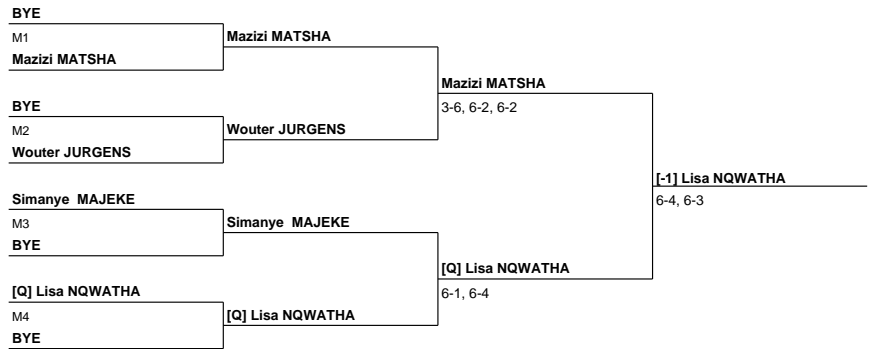 BYE
M1
Mazizi MATSHA
BYE
M2
Wouter JURGENS
Simanye MAJEKE
M3
BYE
[Q] Lisa NQWATHA
M4
BYE
Mazizi MATSHA
Wouter JURGENS
Simanye MAJEKE
[Q] Lisa NQWATHA
Mazizi MATSHA
3-6, 6-2, 6-2
[Q] Lisa NQWATHA
6-1, 6-4
[-1] Lisa NQWATHA
6-4, 6-3